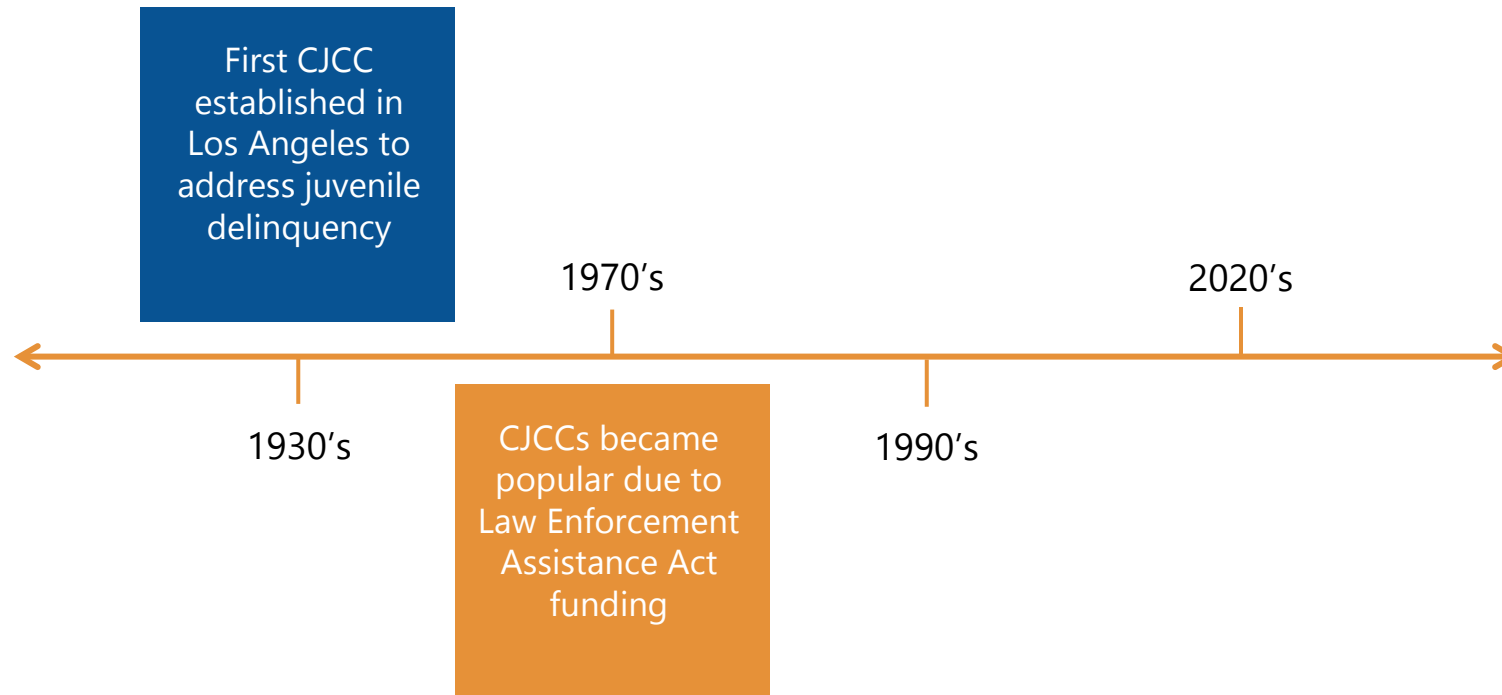 First CJCC
established in
Los Angeles to
address juvenile
delinquency
1970’s
2020’s
1930’s
CJCCs became
popular due to
Law Enforcement
Assistance Act
funding
1990’s